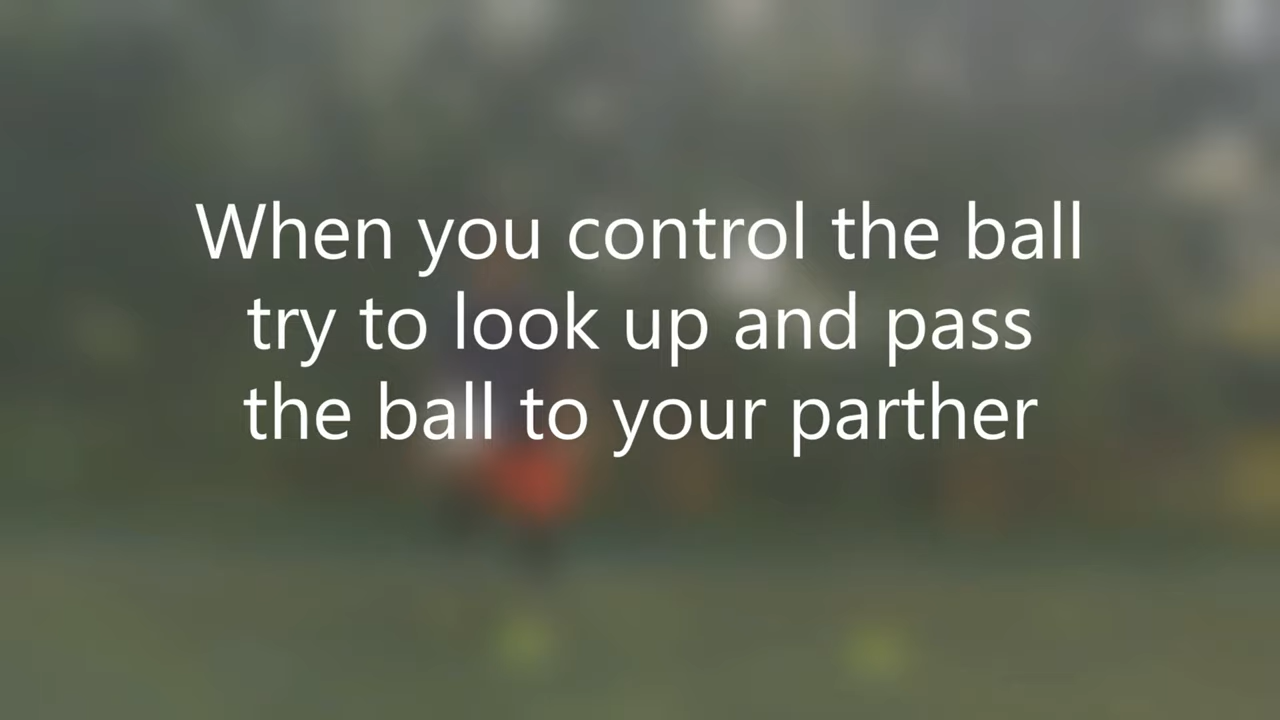 When you control the ball
try to look up and pass
the ball to your parther